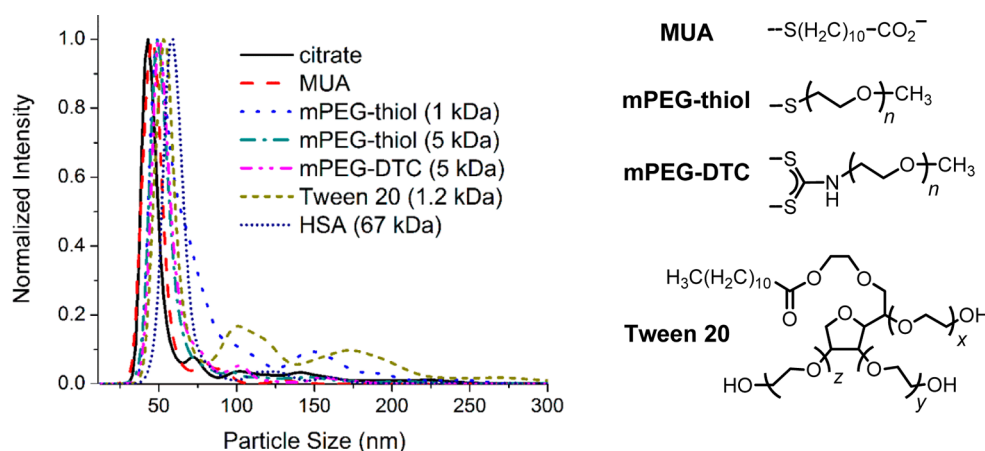 Normalized Intensity
1.0
0.8
0.6
0.4
0.2
0.0
50
100
150
200
250
300
Particle Size (nm)
citrate
MUA
mPEG-thiol (1 kDa)
mPEG-thiol (5 kDa)
mPEG-DTC (5 kDa)
Tween 20 (1.2 kDa)
HSA (67 kDa)
MUA
S(H₂C)₁₀-CO₂⁻
mPEG-thiol
S
O
CH₃
n
mPEG-DTC
S
S
N
H
O
CH₃
n
Tween 20
H₃C(H₂C)₁₀
O
O
O
O
O
OH
x
HO
O
z
O
OH
y